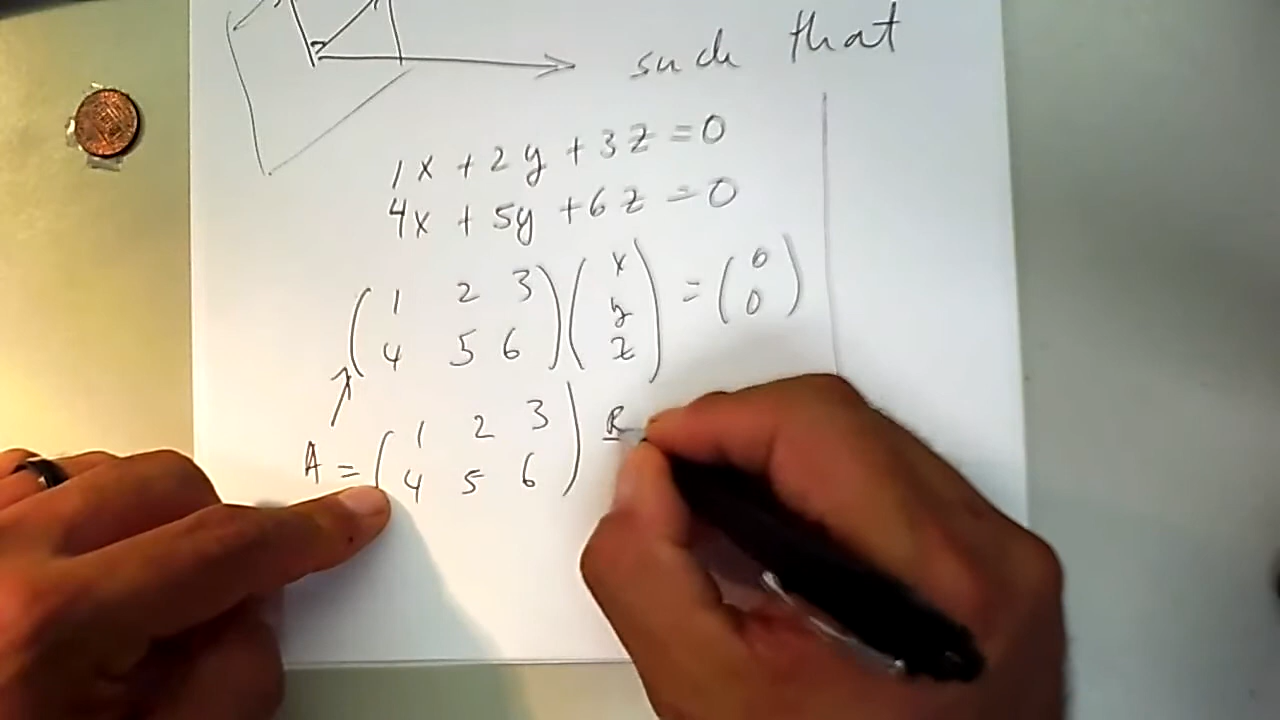 such that
1x + 2y + 3z = 0
4x + 5y + 6z = 0
( 1 2 3 ) ( x ) = ( 0 )
( 4 5 6 ) ( y z ) ( 0 )
A = ( 1 2 3 ) R
( 4 5 6 )